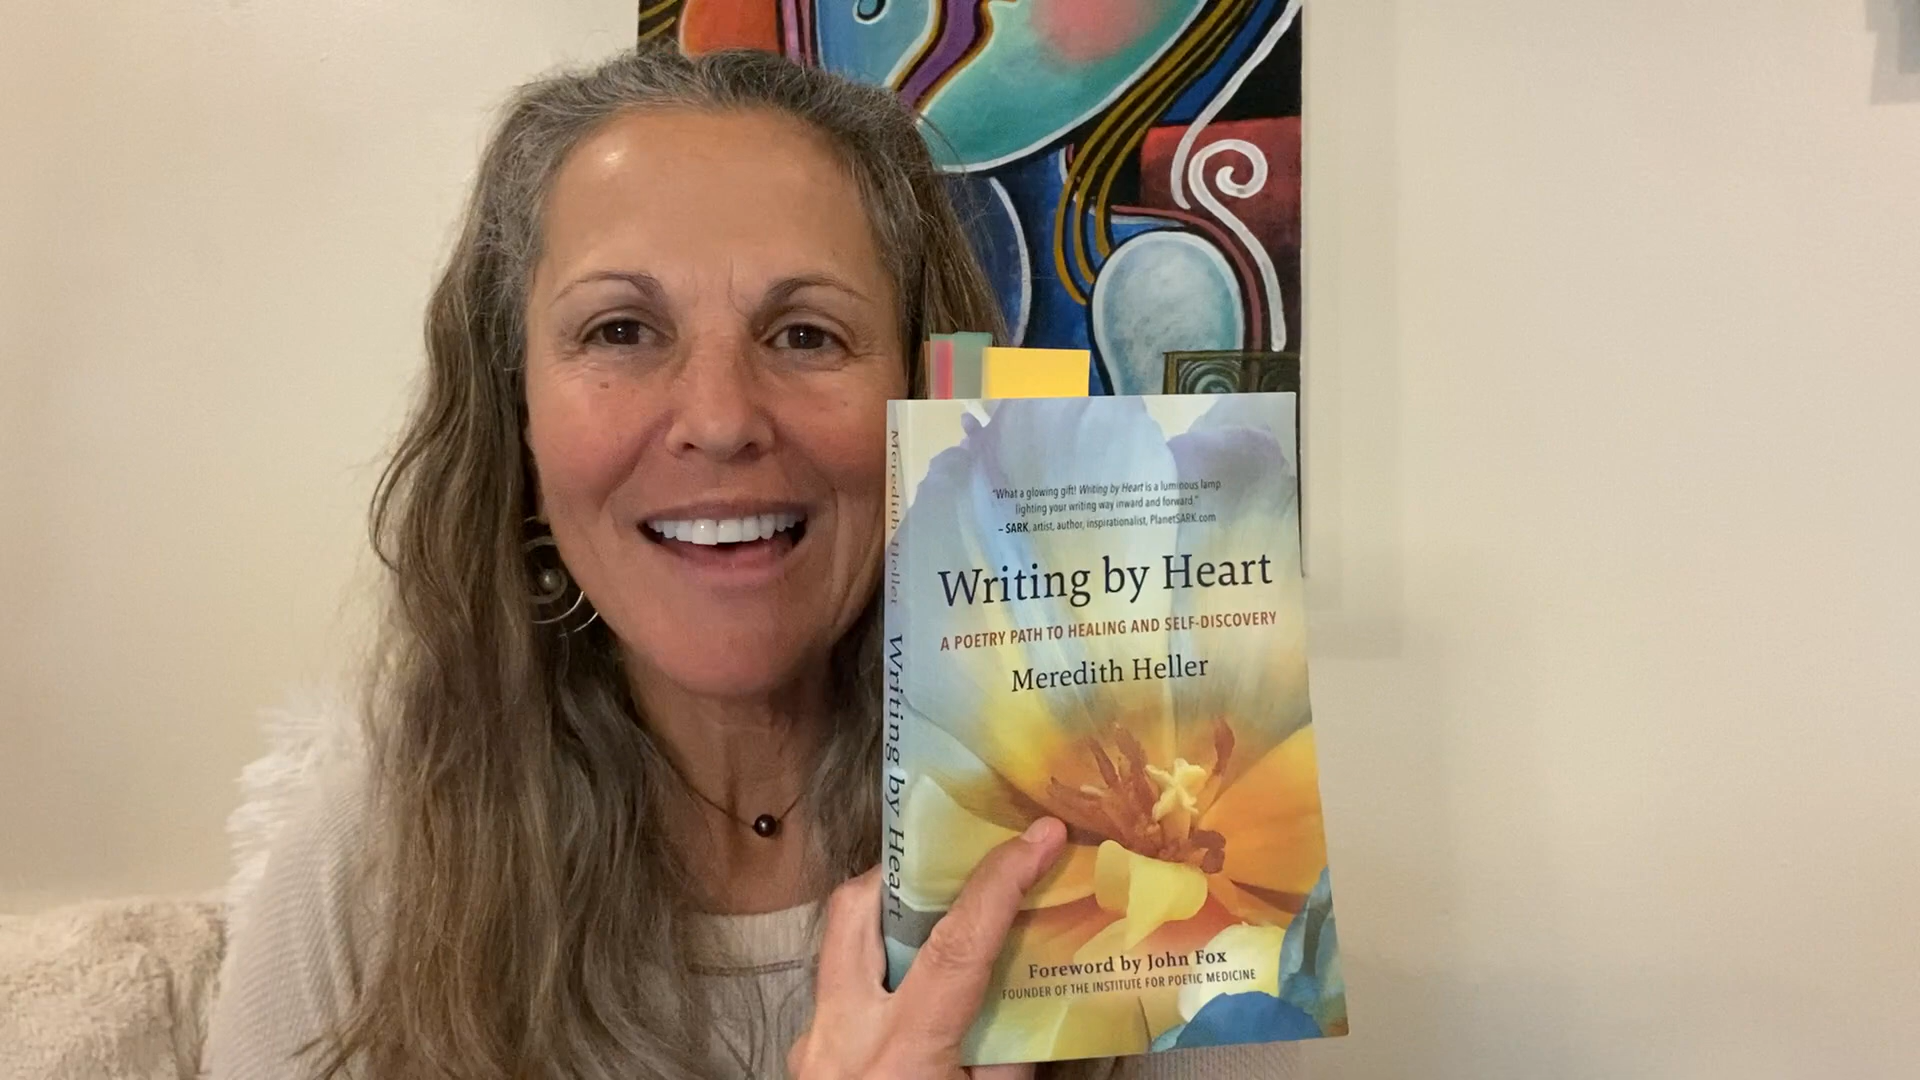 "What a glowing gift! Writing by Heart is a luminous lamp
lighting your writing way inward and forward."
– SARK, artist, author, inspirationalist, PlanetSARK.com
Writing by Heart
A POETRY PATH TO HEALING AND SELF-DISCOVERY
Meredith Heller
Foreword by John Fox
FOUNDER OF THE INSTITUTE FOR POETIC MEDICINE
Meredith Heller Writing by Heart